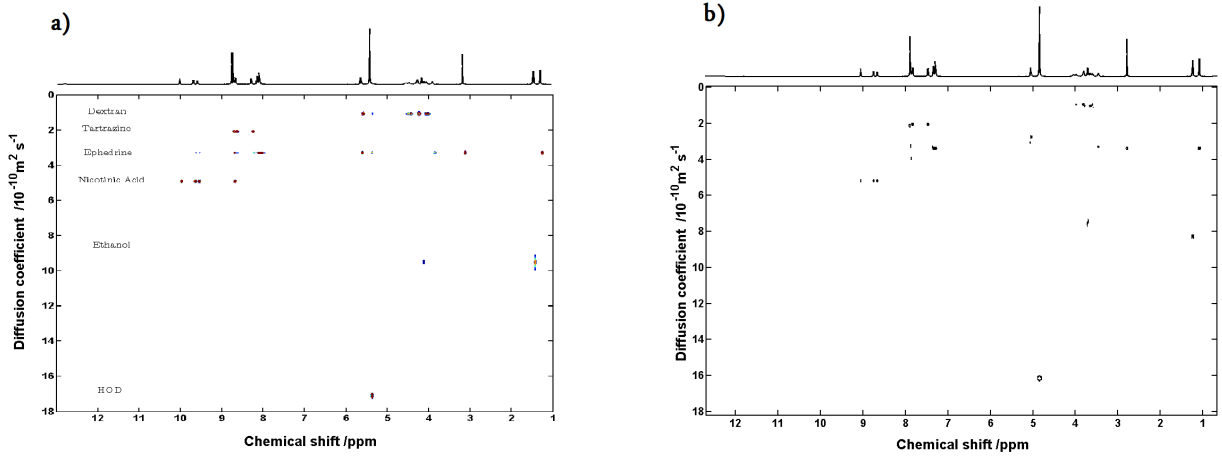 a)
0
Dextran
2
Tartrazine
Ephedrine
4
Nicotinic Acid
6
8
Ethanol
10
12
14
16
HOD
18
12 11 10 9 8 7 6 5 4 3 2 1
Diffusion coefficient /10⁻¹⁰m² s⁻¹
Chemical shift /ppm
b)
0
2
4
6
8
10
12
14
16
18
12 11 10 9 8 7 6 5 4 3 2 1
Diffusion coefficient /10⁻¹⁰m² s⁻¹
Chemical shift /ppm